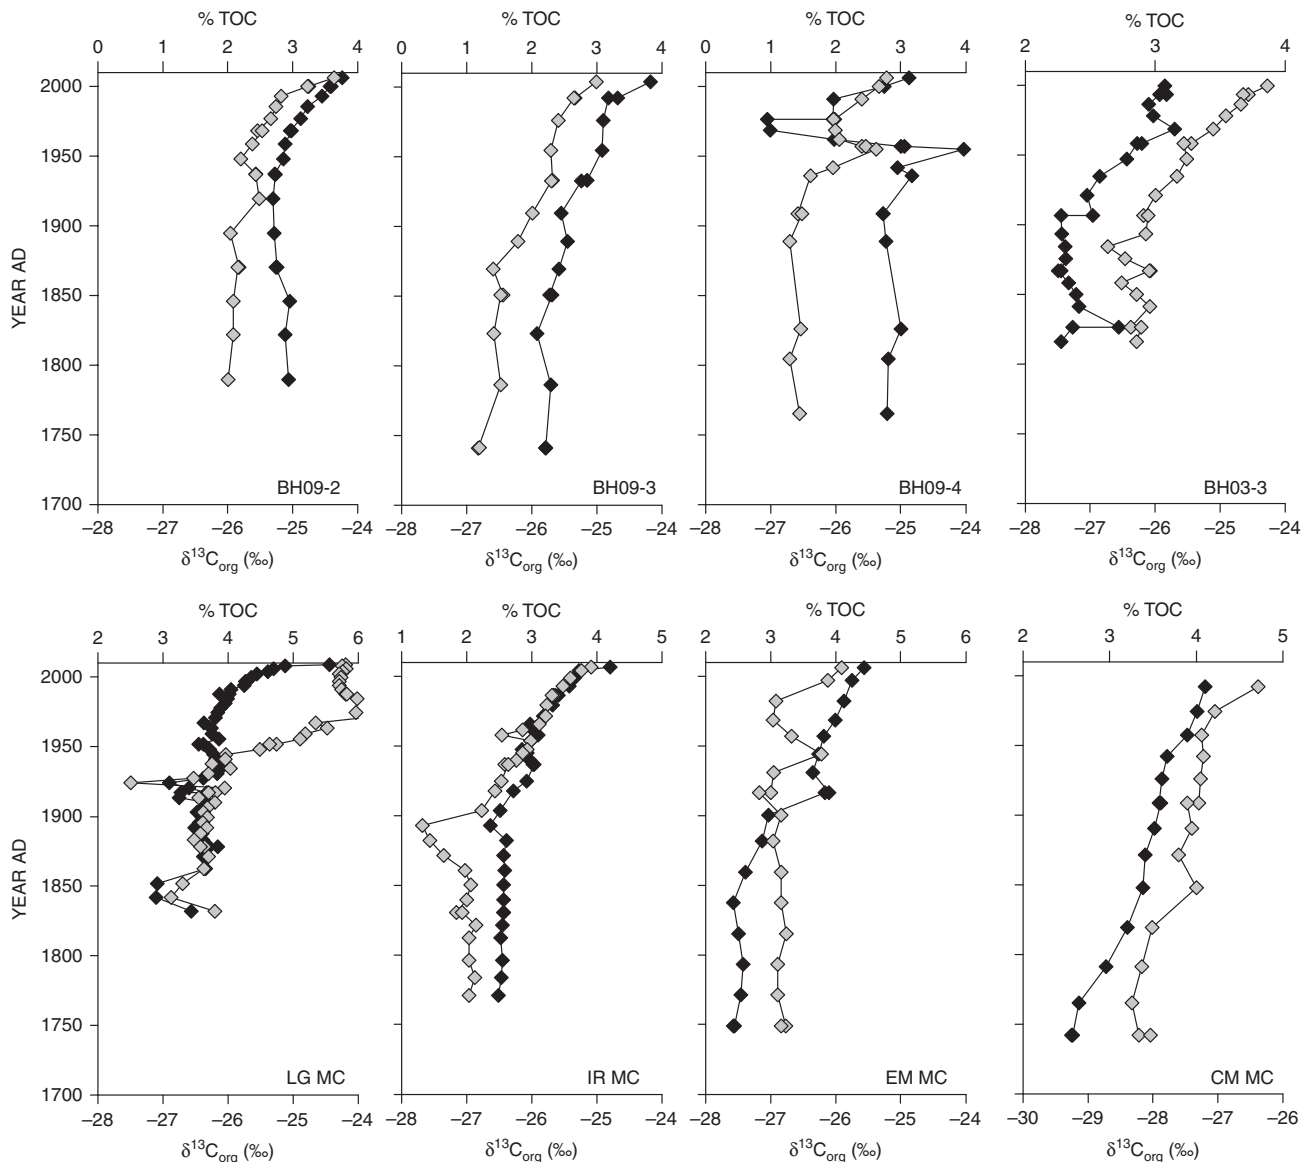 % TOC % TOC % TOC % TOC
0 1 2 3 4 0 1 2 3 4 0 1 2 3 4 2 3 4
2000
1950
1900
1850
1800
1750
1700
YEAR AD
BH09-2 BH09-3 BH09-4 BH03-3
–28 –27 –26 –25 –24 –28 –27 –26 –25 –24 –28 –27 –26 –25 –24 –28 –27 –26 –25 –24
δ¹³Corg (‰) δ¹³Corg (‰) δ¹³Corg (‰) δ¹³Corg (‰)
% TOC % TOC % TOC % TOC
2 3 4 5 6 1 2 3 4 5 2 3 4 5 6 2 3 4 5
2000
1950
1900
1850
1800
1750
1700
YEAR AD
LG MC IR MC EM MC CM MC
–28 –27 –26 –25 –24 –28 –27 –26 –25 –24 –28 –27 –26 –25 –24 –30 –29 –28 –27 –26
δ¹³Corg (‰) δ¹³Corg (‰) δ¹³Corg (‰) δ¹³Corg (‰)